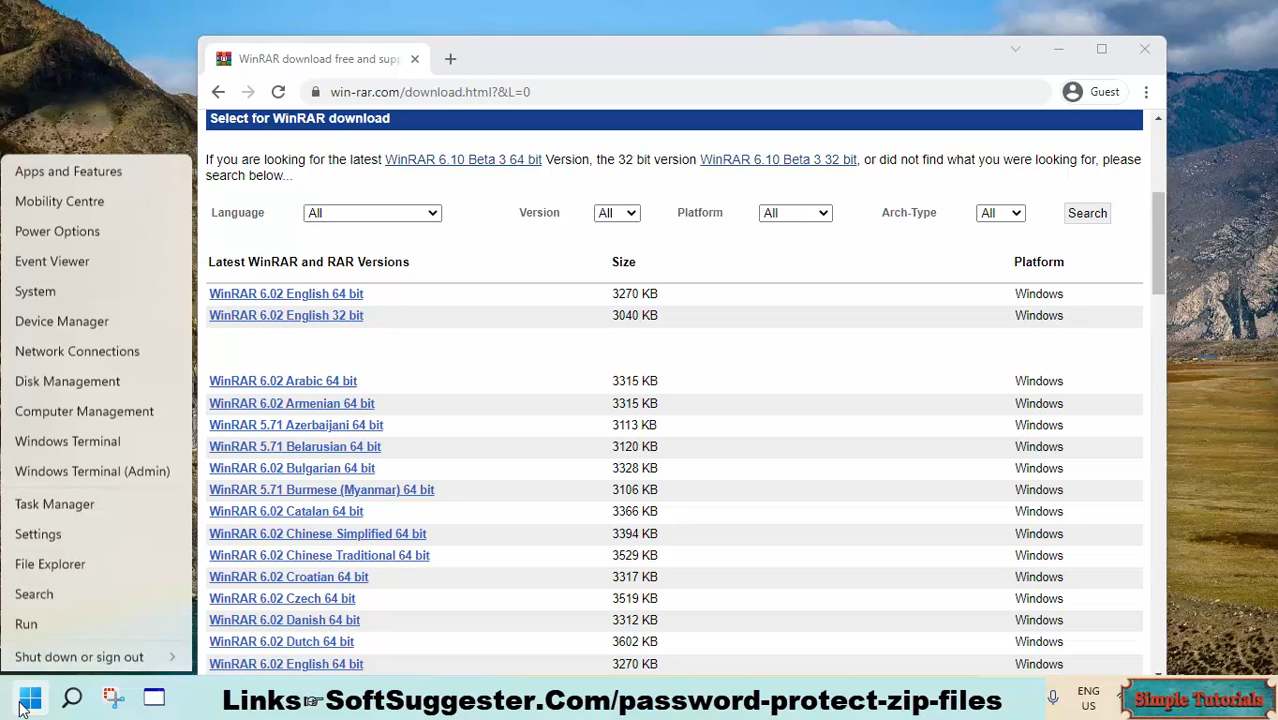 WinRAR download free and supp
win-rar.com/download.html?&L=0
Guest
Select for WinRAR download
If you are looking for the latest WinRAR 6.10 Beta 3 64 bit Version, the 32 bit version WinRAR 6.10 Beta 3 32 bit, or did not find what you were looking for, please
search below...
Language All Version All Platform All Arch-Type All Search
Latest WinRAR and RAR Versions Size Platform
WinRAR 6.02 English 64 bit 3270 KB Windows
WinRAR 6.02 English 32 bit 3040 KB Windows
WinRAR 6.02 Arabic 64 bit 3315 KB Windows
WinRAR 6.02 Armenian 64 bit 3315 KB Windows
WinRAR 5.71 Azerbaijani 64 bit 3113 KB Windows
WinRAR 5.71 Belarusian 64 bit 3120 KB Windows
WinRAR 6.02 Bulgarian 64 bit 3328 KB Windows
WinRAR 5.71 Burmese (Myanmar) 64 bit 3106 KB Windows
WinRAR 6.02 Catalan 64 bit 3366 KB Windows
WinRAR 6.02 Chinese Simplified 64 bit 3394 KB Windows
WinRAR 6.02 Chinese Traditional 64 bit 3529 KB Windows
WinRAR 6.02 Croatian 64 bit 3317 KB Windows
WinRAR 6.02 Czech 64 bit 3519 KB Windows
WinRAR 6.02 Danish 64 bit 3312 KB Windows
WinRAR 6.02 Dutch 64 bit 3602 KB Windows
WinRAR 6.02 English 64 bit 3270 KB Windows
Apps and Features
Mobility Centre
Power Options
Event Viewer
System
Device Manager
Network Connections
Disk Management
Computer Management
Windows Terminal
Windows Terminal (Admin)
Task Manager
Settings
File Explorer
Search
Run
Shut down or sign out
Links☞SoftSuggester.Com/password-protect-zip-files
ENG
US
Simple Tutorials